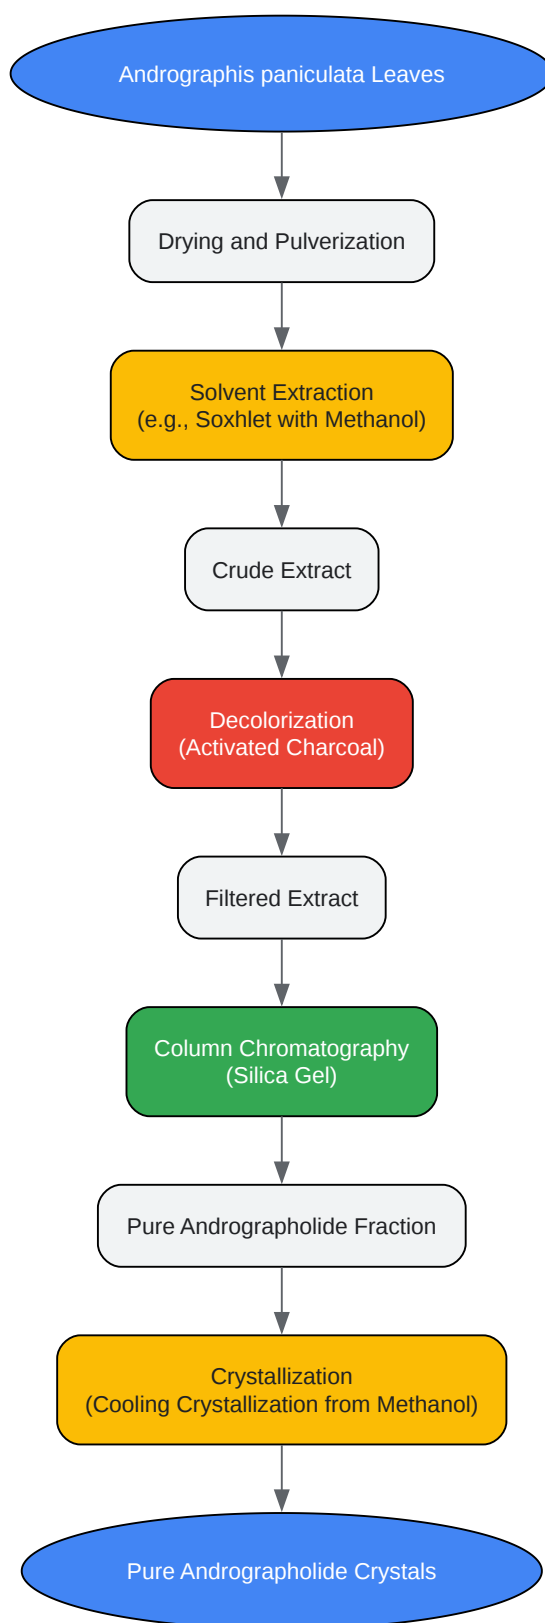 Andrographis paniculata Leaves
Drying and Pulverization
Solvent Extraction
(e.g., Soxhlet with Methanol)
Crude Extract
Decolorization
(Activated Charcoal)
Filtered Extract
Column Chromatography
(Silica Gel)
Pure Andrographolide Fraction
Crystallization
(Cooling Crystallization from Methanol)
Pure Andrographolide Crystals